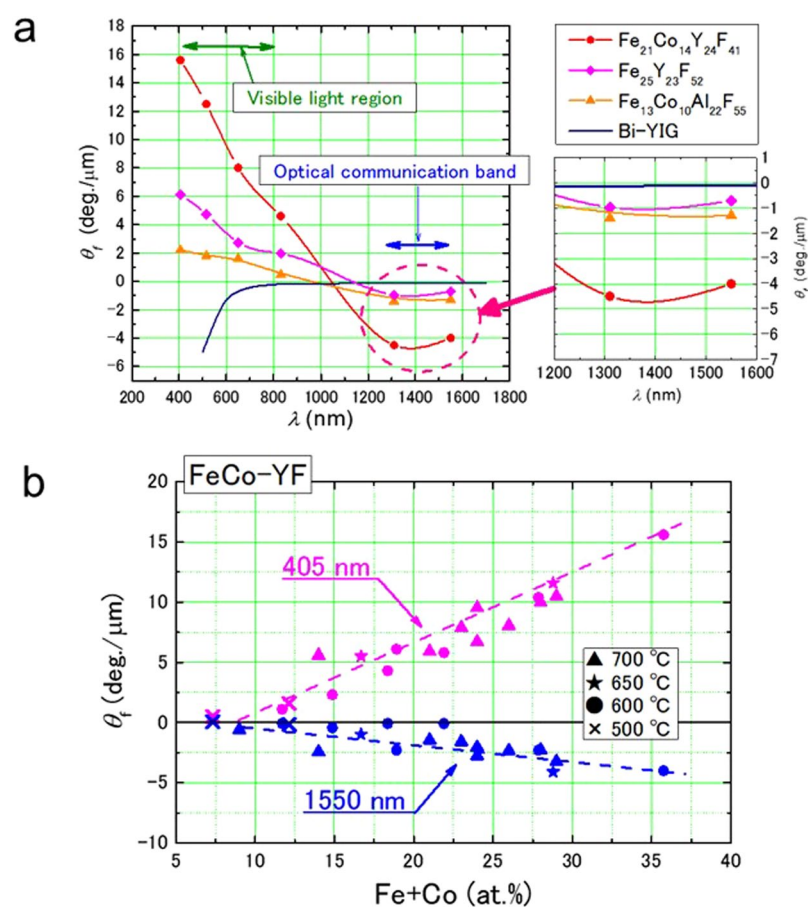 a
Fe₂₁Co₁₄Y₂₄F₄₁
Fe₂₅Y₂₃F₅₂
Fe₁₃Co₁₀Al₂₂F₅₅
Bi-YIG
18
16
14
12
10
8
6
4
2
0
-2
-4
-6
θf (deg./μm)
Visible light region
Optical communication band
200 400 600 800 1000 1200 1400 1600 1800
λ (nm)
1
0
-1
-2
-3
-4
-5
-6
-7
(deg./μm)
1200 1300 1400 1500 1600
λ (nm)
b
FeCo-YF
20
15
10
5
0
-5
-10
θf (deg./μm)
405 nm
700 ℃
650 ℃
600 ℃
500 ℃
1550 nm
5 10 15 20 25 30 35 40
Fe+Co (at.%)